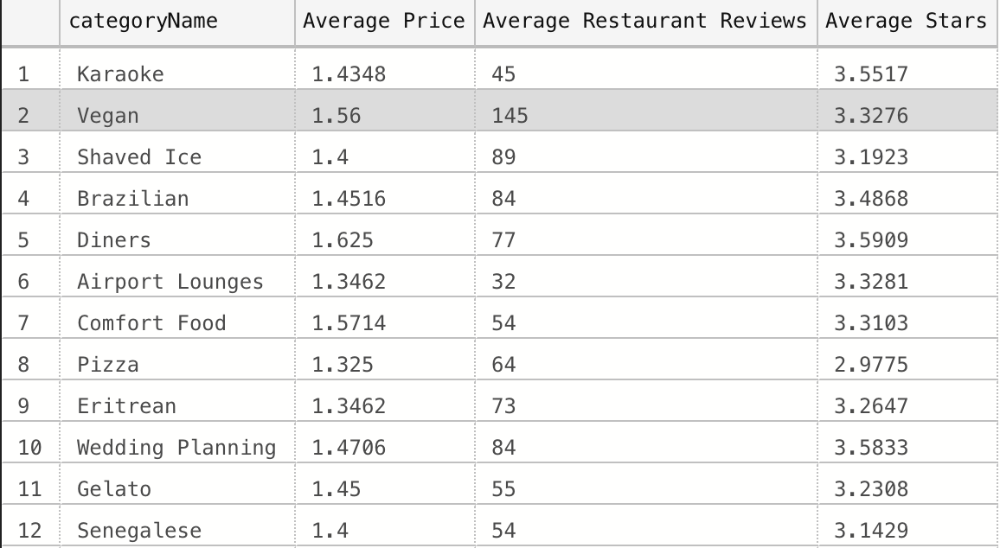 categoryName Average Price Average Restaurant Reviews Average Stars
1 Karaoke 1.4348 45 3.5517
2 Vegan 1.56 145 3.3276
3 Shaved Ice 1.4 89 3.1923
4 Brazilian 1.4516 84 3.4868
5 Diners 1.625 77 3.5909
6 Airport Lounges 1.3462 32 3.3281
7 Comfort Food 1.5714 54 3.3103
8 Pizza 1.325 64 2.9775
9 Eritrean 1.3462 73 3.2647
10 Wedding Planning 1.4706 84 3.5833
11 Gelato 1.45 55 3.2308
12 Senegalese 1.4 54 3.1429